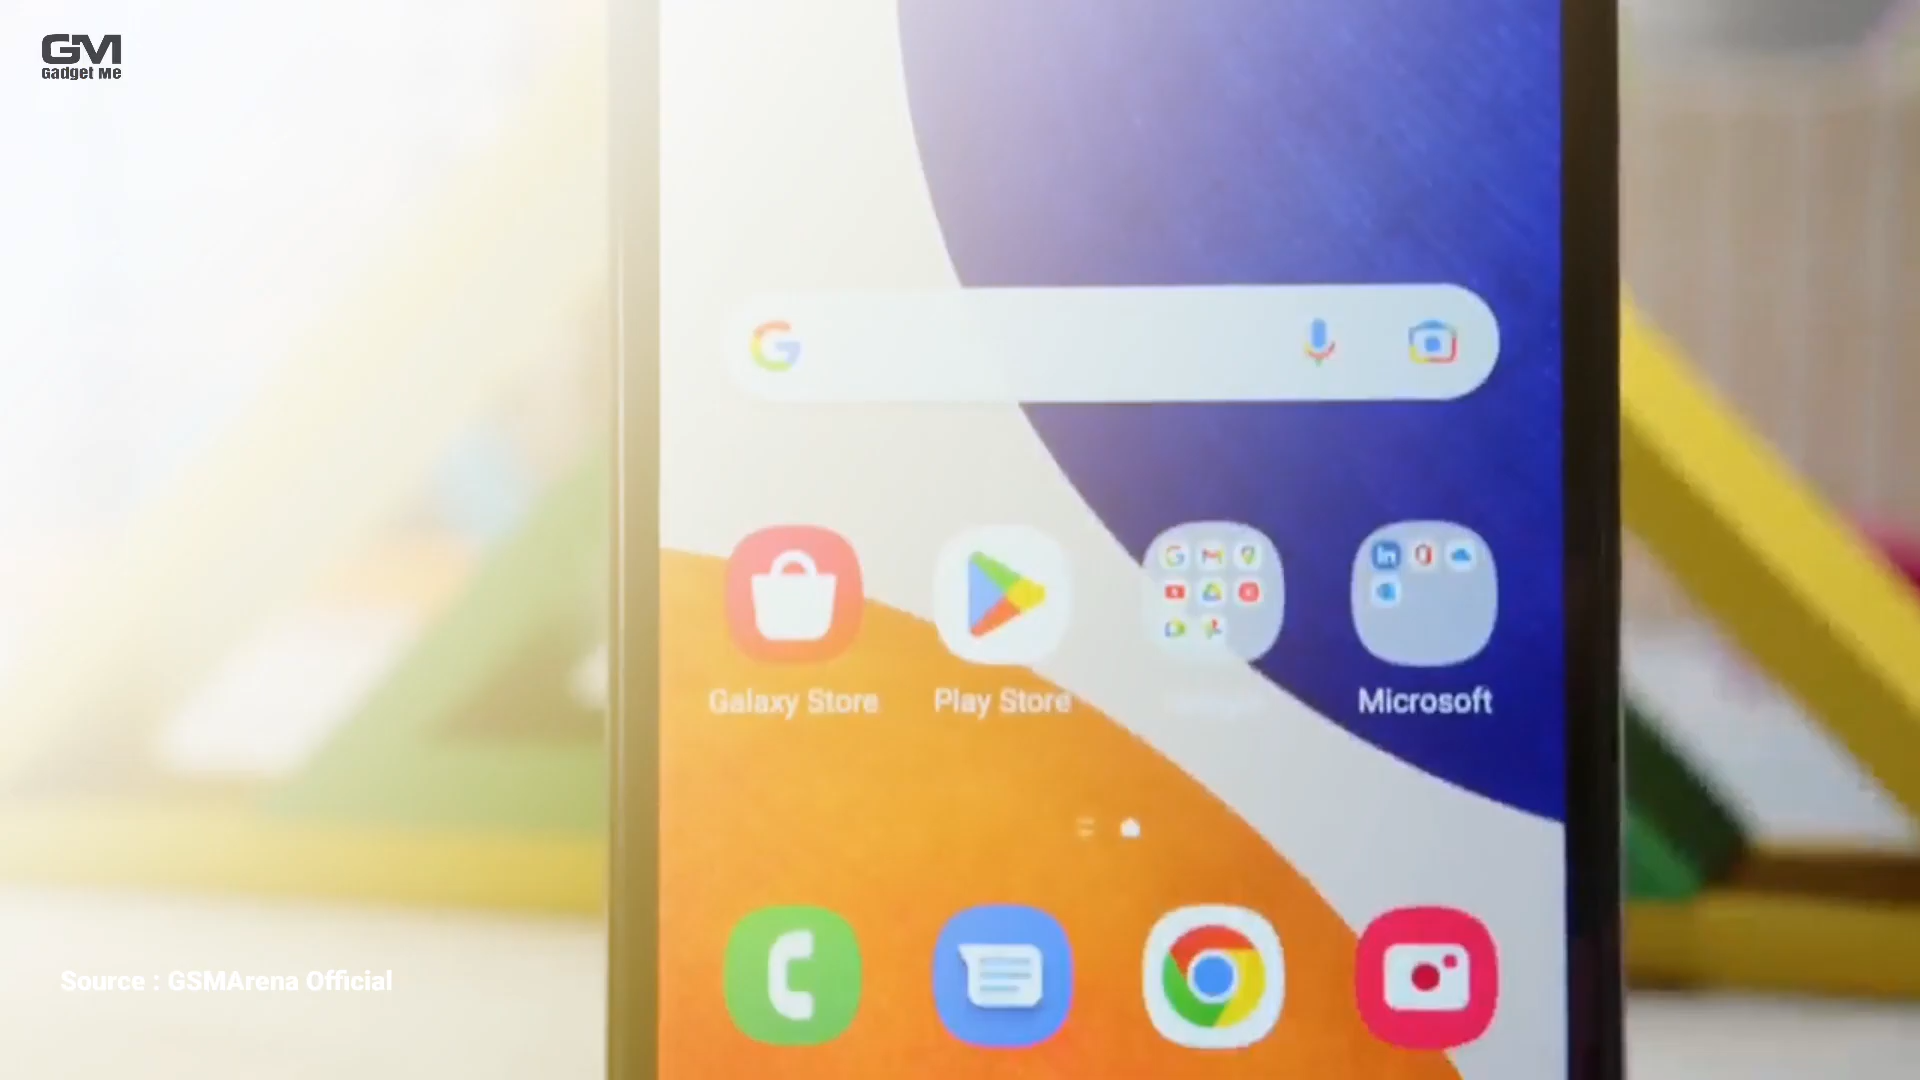 GM
Gadget Me
Galaxy Store
Play Store
Microsoft
Source : GSMArena Official